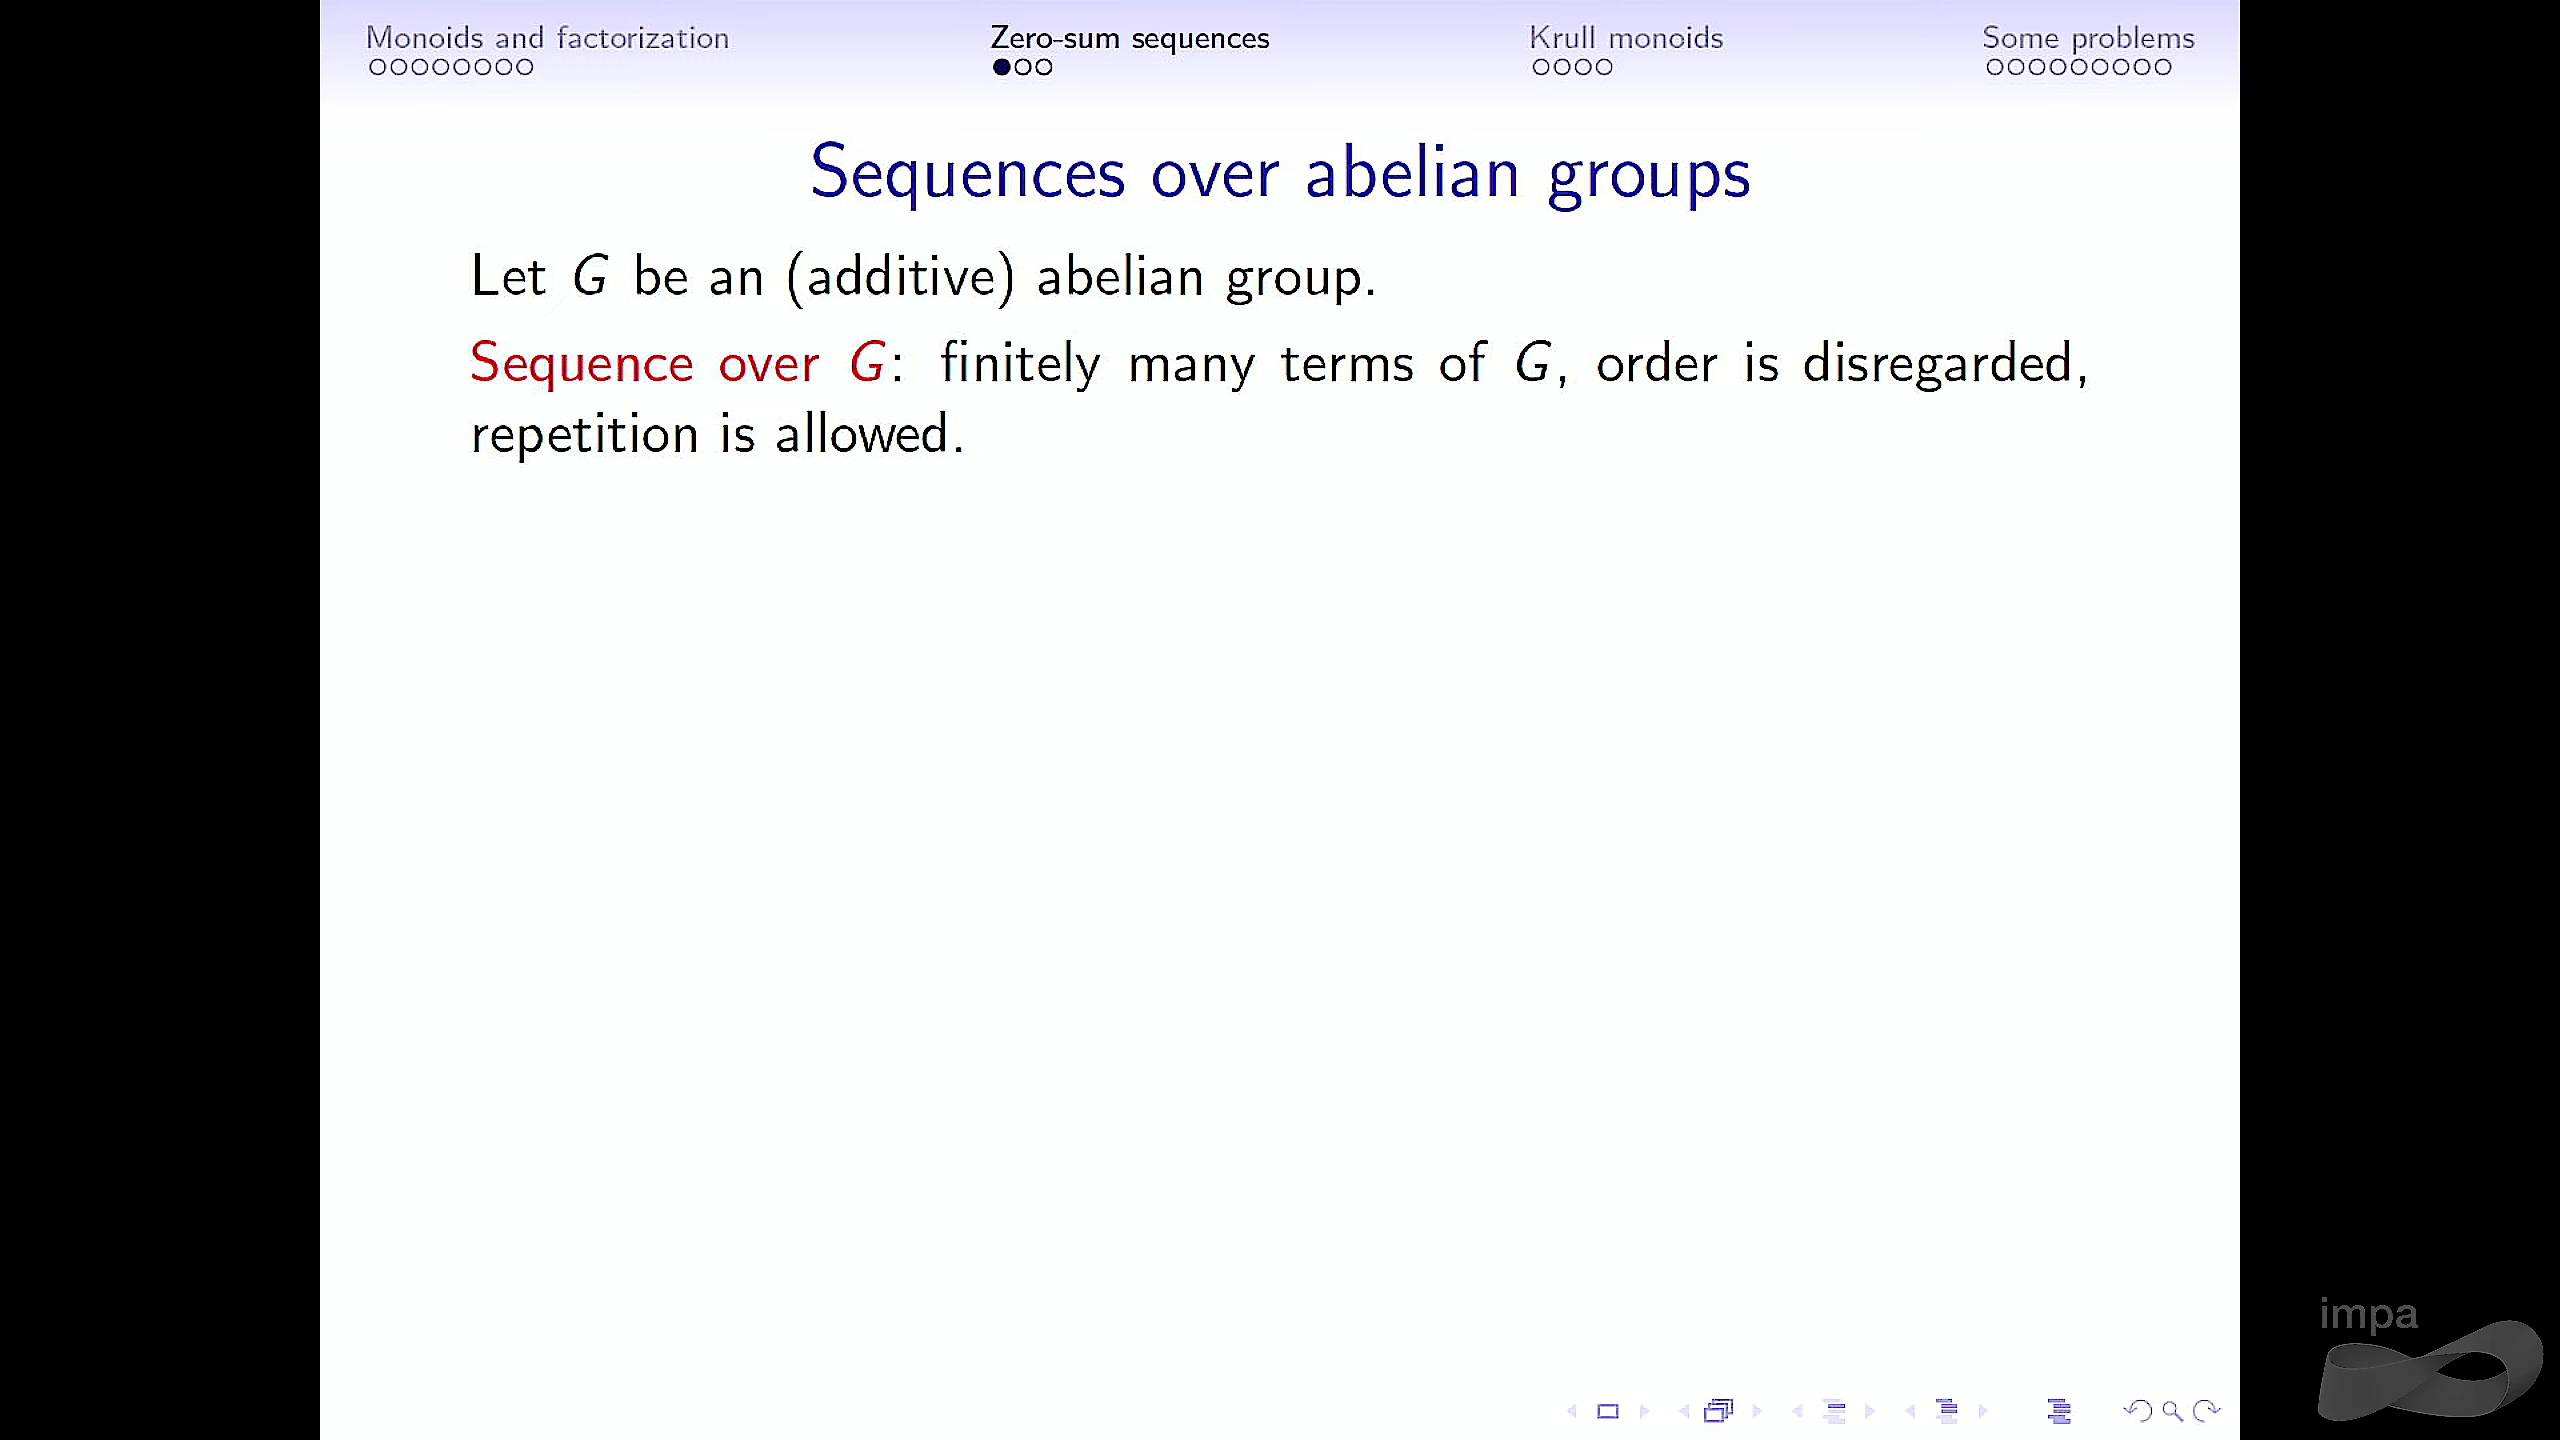 Monoids and factorization
Zero-sum sequences
Krull monoids
Some problems
Sequences over abelian groups
Let G be an (additive) abelian group.
Sequence over G: finitely many terms of G, order is disregarded,
repetition is allowed.
impa